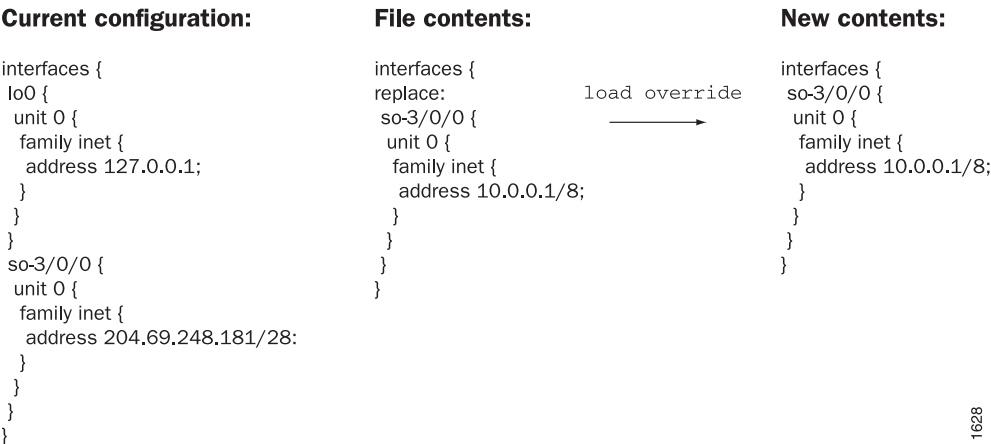 Current configuration:
interfaces {
lo0 {
unit 0 {
family inet {
address 127.0.0.1;
}
}
}
so-3/0/0 {
unit 0 {
family inet {
address 204.69.248.181/28:
}
}
}
}
File contents:
interfaces {
replace:
so-3/0/0 {
unit 0 {
family inet {
address 10.0.0.1/8;
}
}
}
}
load override
New contents:
interfaces {
so-3/0/0 {
unit 0 {
family inet {
address 10.0.0.1/8;
}
}
}
}
1628